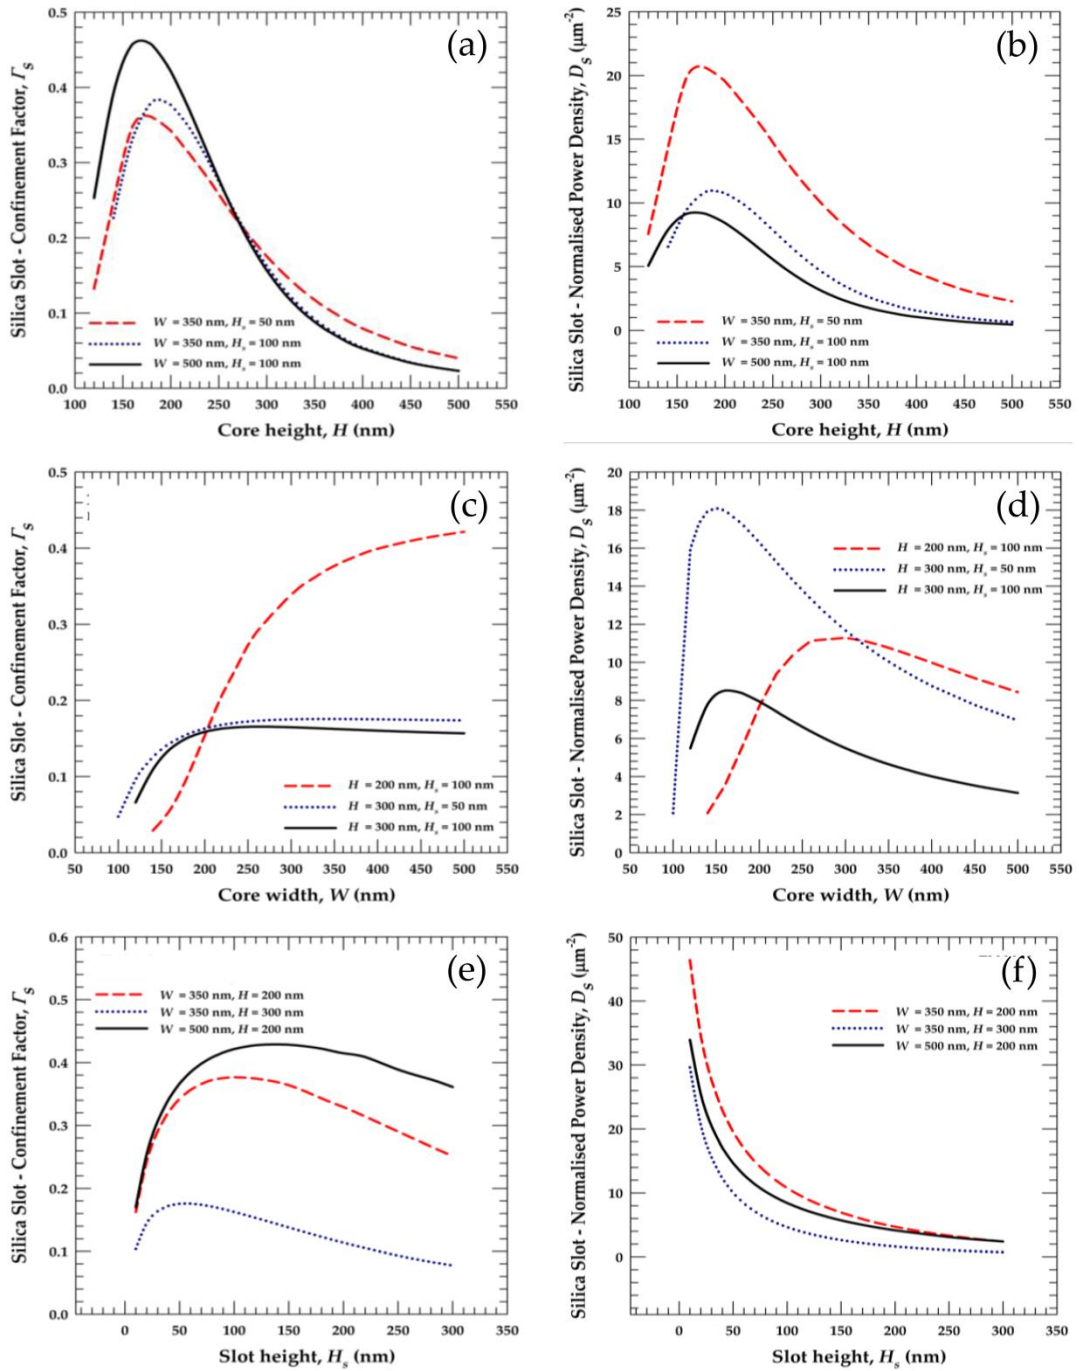 (a)
Silica Slot - Confinement Factor, Γs
0.5
0.4
0.3
0.2
0.1
0.0
W = 350 nm, Hs = 50 nm
W = 350 nm, Hs = 100 nm
W = 500 nm, Hs = 100 nm
100 150 200 250 300 350 400 450 500 550
Core height, H (nm)
(b)
Silica Slot - Normalised Power Density, Ds (μm-2)
25
20
15
10
5
0
W = 350 nm, Hs = 50 nm
W = 350 nm, Hs = 100 nm
W = 500 nm, Hs = 100 nm
100 150 200 250 300 350 400 450 500 550
Core height, H (nm)
(c)
Silica Slot - Confinement Factor, Γs
0.5
0.4
0.3
0.2
0.1
0.0
H = 200 nm, Hs = 100 nm
H = 300 nm, Hs = 50 nm
H = 300 nm, Hs = 100 nm
50 100 150 200 250 300 350 400 450 500 550
Core width, W (nm)
(d)
Silica Slot - Normalised Power Density, Ds (μm-2)
20
18
16
14
12
10
8
6
4
2
0
H = 200 nm, Hs = 100 nm
H = 300 nm, Hs = 50 nm
H = 300 nm, Hs = 100 nm
50 100 150 200 250 300 350 400 450 500 550
Core width, W (nm)
(e)
Silica Slot - Confinement Factor, Γs
0.6
0.5
0.4
0.3
0.2
0.1
0.0
W = 350 nm, H = 200 nm
W = 350 nm, H = 300 nm
W = 500 nm, H = 200 nm
0 50 100 150 200 250 300 350
Slot height, Hs (nm)
(f)
Silica Slot - Normalised Power Density, Ds (μm-2)
50
40
30
20
10
0
W = 350 nm, H = 200 nm
W = 350 nm, H = 300 nm
W = 500 nm, H = 200 nm
0 50 100 150 200 250 300 350
Slot height, Hs (nm)